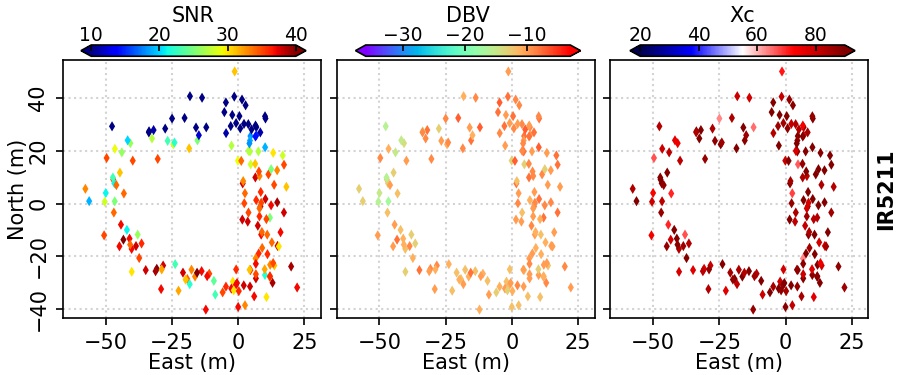 SNR DBV Xc
10 20 30 40 −30 −20 −10 20 40 60 80
North (m)
40
20
0
−20
−40
−50 −25 0 25 −50 −25 0 25 −50 −25 0 25
East (m) East (m) East (m)
IR5211